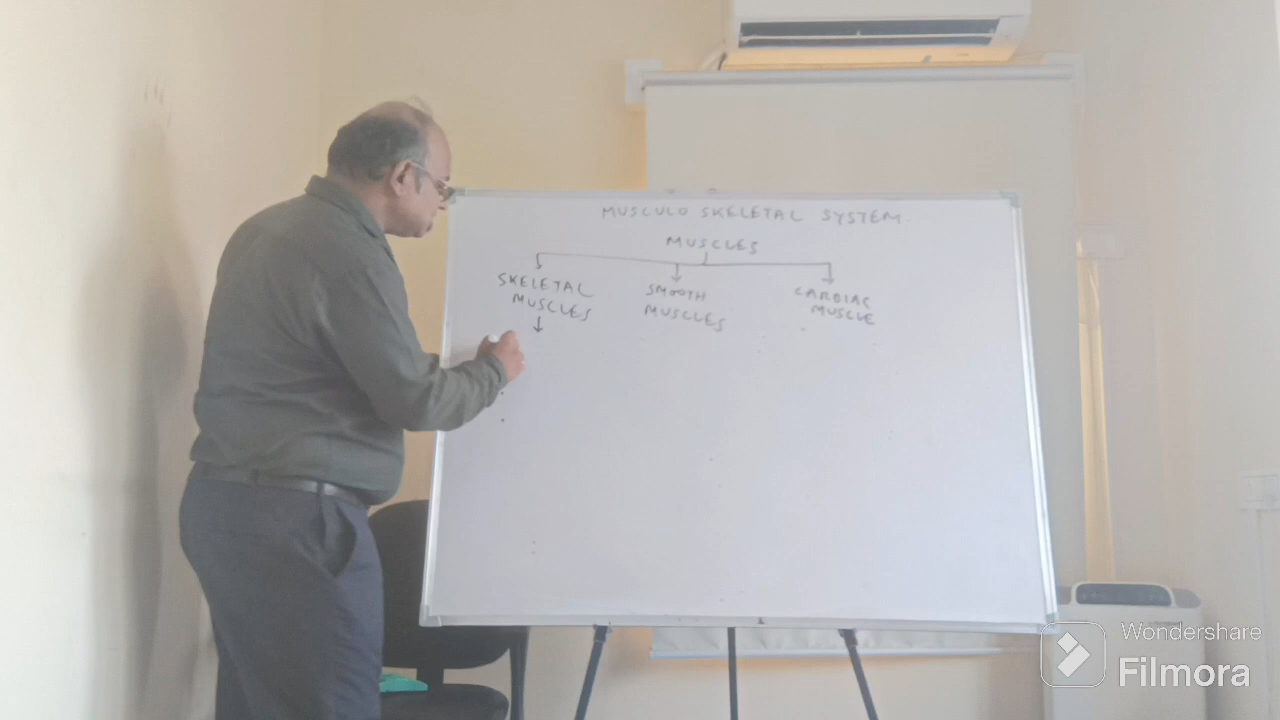 MUSCULO SKELETAL SYSTEM
MUSCLES
SKELETAL
MUSCLES
SMOOTH
MUSCLES
CARDIAC
MUSCLE
Wondershare
Filmora